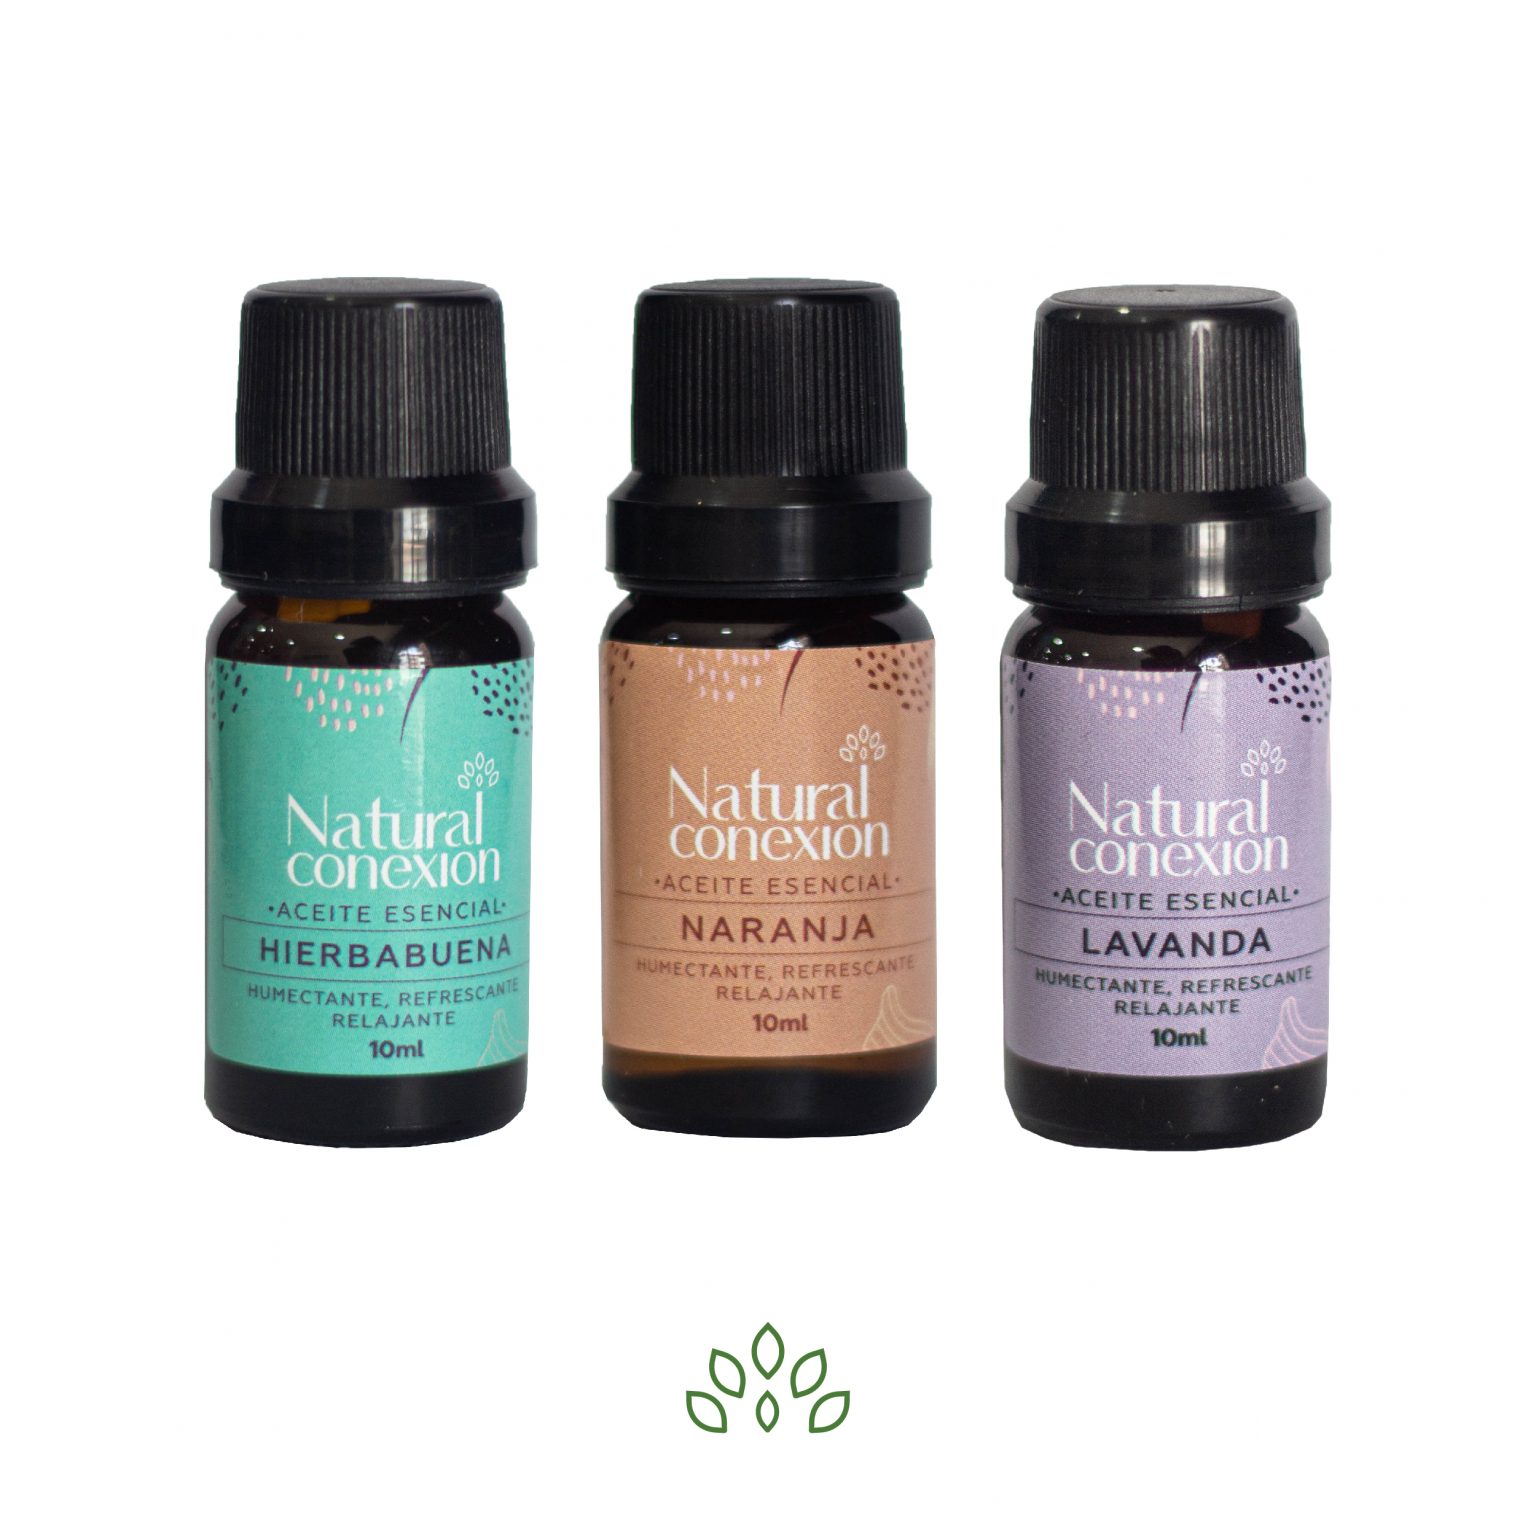 Natural
conexion
•ACEITE ESENCIAL•
HIERBABUENA
HUMECTANTE, REFRESCANTE
RELAJANTE
10ml
Natural
conexion
•ACEITE ESENCIAL•
NARANJA
HUMECTANTE, REFRESCANTE
RELAJANTE
10ml
Natural
conexion
•ACEITE ESENCIAL•
LAVANDA
HUMECTANTE, REFRESCANTE
RELAJANTE
10ml